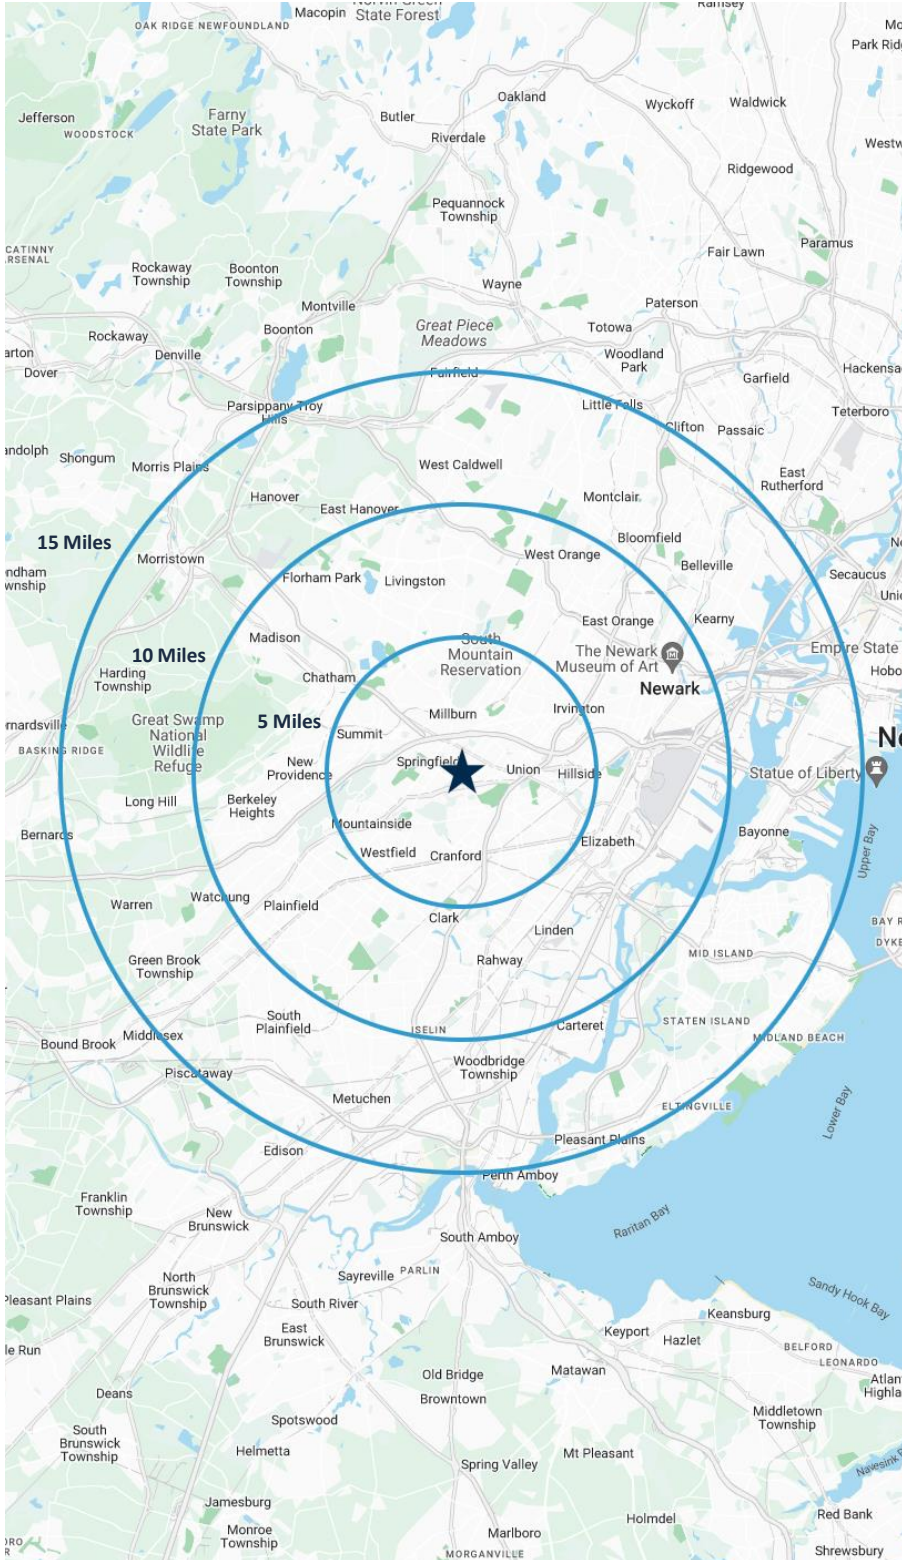 Ramsey
Macopin
State Forest
OAK RIDGE NEWFOUNDLAND
Park Ridg
Oakland
Wyckoff
Waldwick
Jefferson
Farny
State Park
Butler
WOODSTOCK
Riverdale
Westw
Ridgewood
Pequannock
Township
CATINNY
ARSENAL
Fair Lawn
Paramus
Rockaway
Township
Boonton
Township
Wayne
Montville
Paterson
Boonton
Great Piece
Meadows
Totowa
Rockaway
Denville
Woodland
Park
arton
Dover
Fairfield
Garfield
Hackensa
Parsippany-Troy
Hills
Little Falls
Teterboro
Clifton
Passaic
andolph
Shongum
Morris Plains
West Caldwell
East
Rutherford
Hanover
Montclair
East Hanover
15 Miles
Bloomfield
Morristown
West Orange
Belleville
Secaucus
endham
wnship
Florham Park
Livingston
Unio
East Orange
Kearny
Madison
South
Mountain
Reservation
The Newark
Museum of Art
Empire State
10 Miles
Harding
Township
Chatham
Newark
Hobo
Irvington
Millburn
5 Miles
Great Swamp
National
Wildlife
Refuge
rnardsville
Summit
BASKING RIDGE
Springfield
Union
Hillside
New
Providence
Statue of Liberty
Long Hill
Berkeley
Heights
Mountainside
Bernards
Bayonne
Elizabeth
Westfield
Cranford
Upper Bay
Watchung
Warren
Plainfield
Clark
BAY R
Linden
DYKE
Green Brook
Township
Rahway
MID ISLAND
South
Plainfield
ISELIN
Carteret
STATEN ISLAND
Bound Brook
Middlesex
MIDLAND BEACH
Woodbridge
Township
Piscataway
Metuchen
ELTINGVILLE
Lower Bay
Edison
Pleasant Plains
Perth Amboy
Franklin
Township
New
Brunswick
Raritan Bay
South Amboy
North
Brunswick
Township
Sayreville
PARLIN
Pleasant Plains
South River
Sandy Hook Bay
Keansburg
East
Brunswick
Keyport
Hazlet
le Run
BELFORD
LEONARDO
Old Bridge
Matawan
Atlan
Highla
Deans
Browntown
Spotswood
Middletown
Township
South
Brunswick
Township
Helmetta
Mt Pleasant
Spring Valley
Navesink R
Jamesburg
Red Bank
Monroe
Township
Marlboro
Holmdel
MORGANVILLE
Shrewsbury